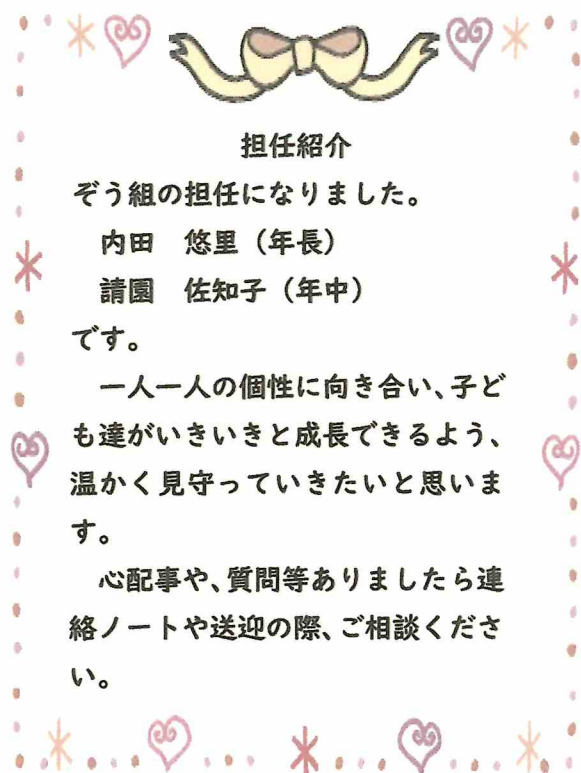 担任紹介
ぞう組の担任になりました。
内田　悠里（年長）
請園　佐知子（年中）
です。
一人一人の個性に向き合い、子ど
も達がいきいきと成長できるよう、
温かく見守っていきたいと思いま
す。
心配事や、質問等ありましたら連
絡ノートや送迎の際、ご相談くださ
い。